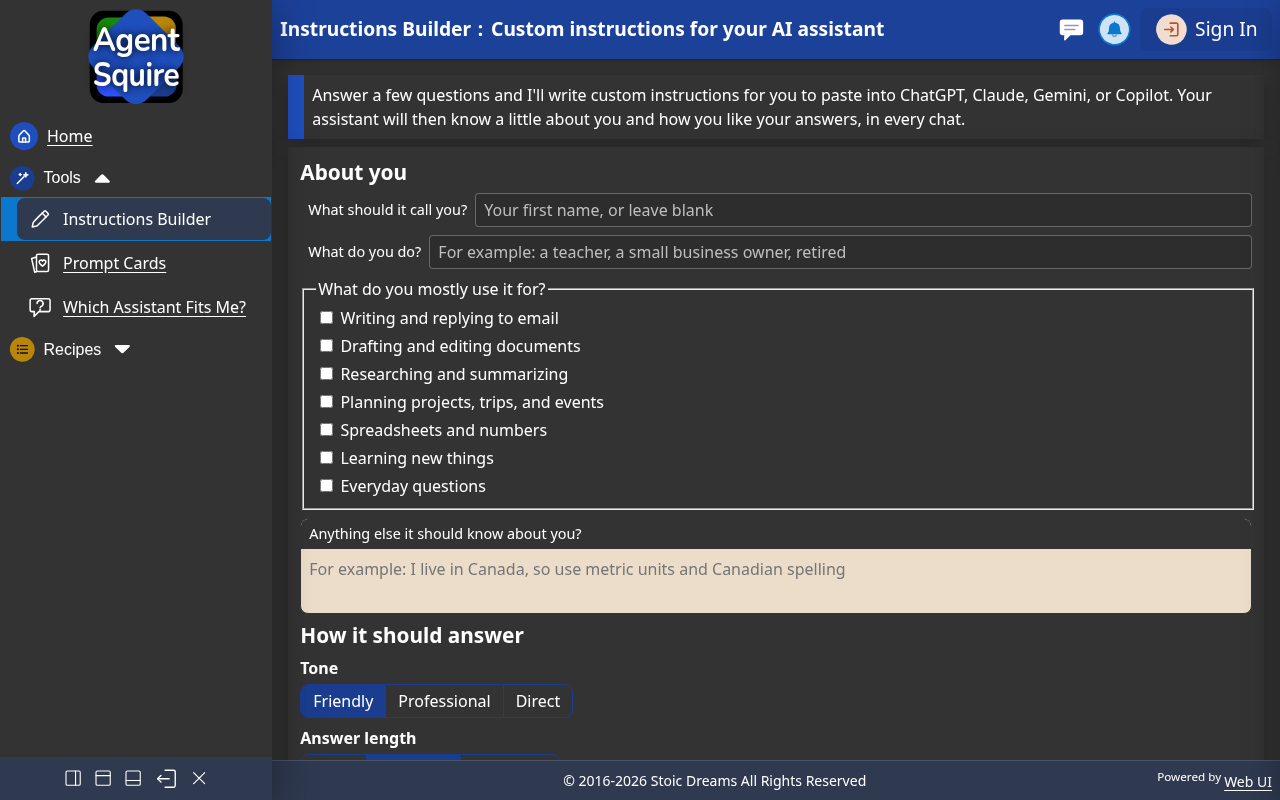 Agent
Squire
Home
Tools
Instructions Builder
Prompt Cards
Which Assistant Fits Me?
Recipes
Instructions Builder : Custom instructions for your AI assistant
Sign In
Answer a few questions and I'll write custom instructions for you to paste into ChatGPT, Claude, Gemini, or Copilot. Your
assistant will then know a little about you and how you like your answers, in every chat.
About you
What should it call you?
Your first name, or leave blank
What do you do?
For example: a teacher, a small business owner, retired
What do you mostly use it for?
Writing and replying to email
Drafting and editing documents
Researching and summarizing
Planning projects, trips, and events
Spreadsheets and numbers
Learning new things
Everyday questions
Anything else it should know about you?
For example: I live in Canada, so use metric units and Canadian spelling
How it should answer
Tone
Friendly
Professional
Direct
Answer length
© 2016-2026 Stoic Dreams All Rights Reserved
Powered by
Web UI